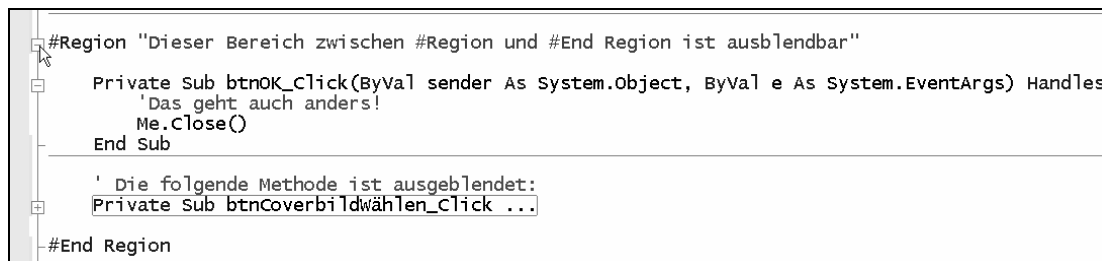 #Region "Dieser Bereich zwischen #Region und #End Region ist ausblendbar"
Private Sub btnOK_Click(ByVal sender As System.Object, ByVal e As System.EventArgs) Handles
'Das geht auch anders!
Me.Close()
End Sub
' Die folgende Methode ist ausgeblendet:
Private Sub btnCoverbildWählen_Click ...
#End Region